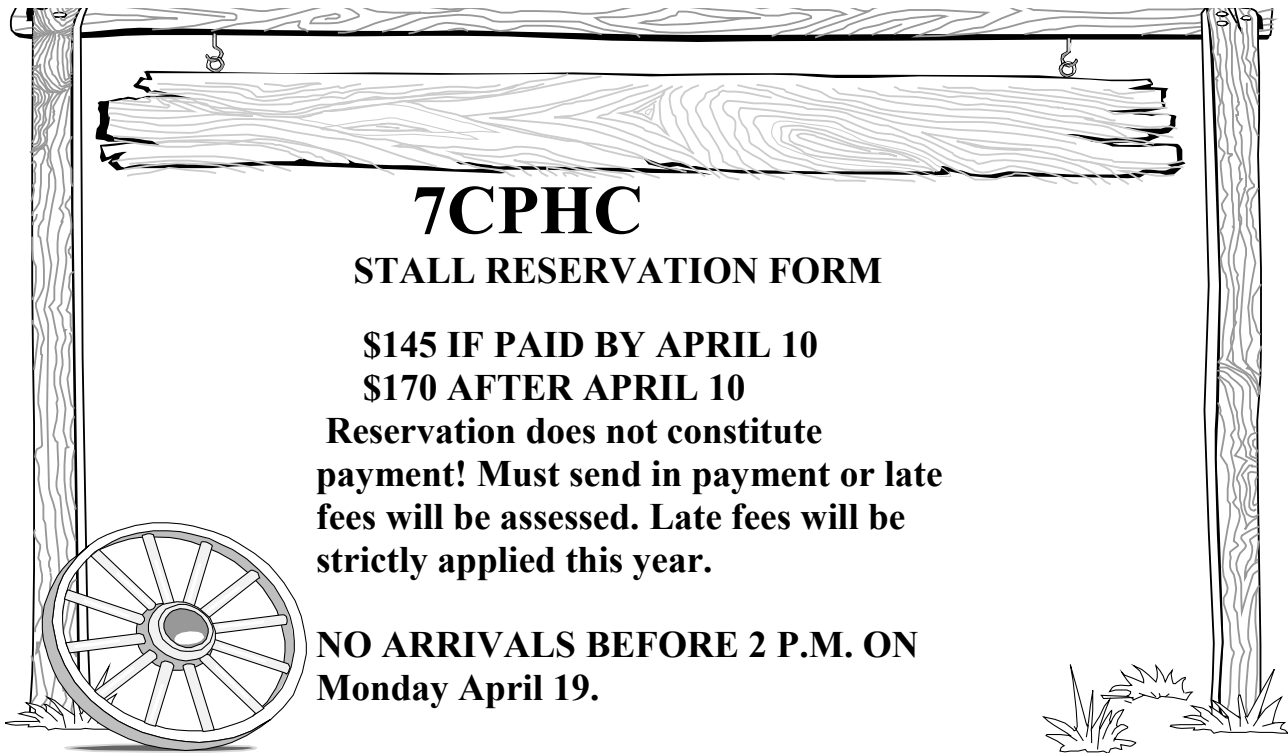 7CPHC
STALL RESERVATION FORM
$145 IF PAID BY APRIL 10
$170 AFTER APRIL 10
Reservation does not constitute
payment! Must send in payment or late
fees will be assessed. Late fees will be
strictly applied this year.
NO ARRIVALS BEFORE 2 P.M. ON
Monday April 19.